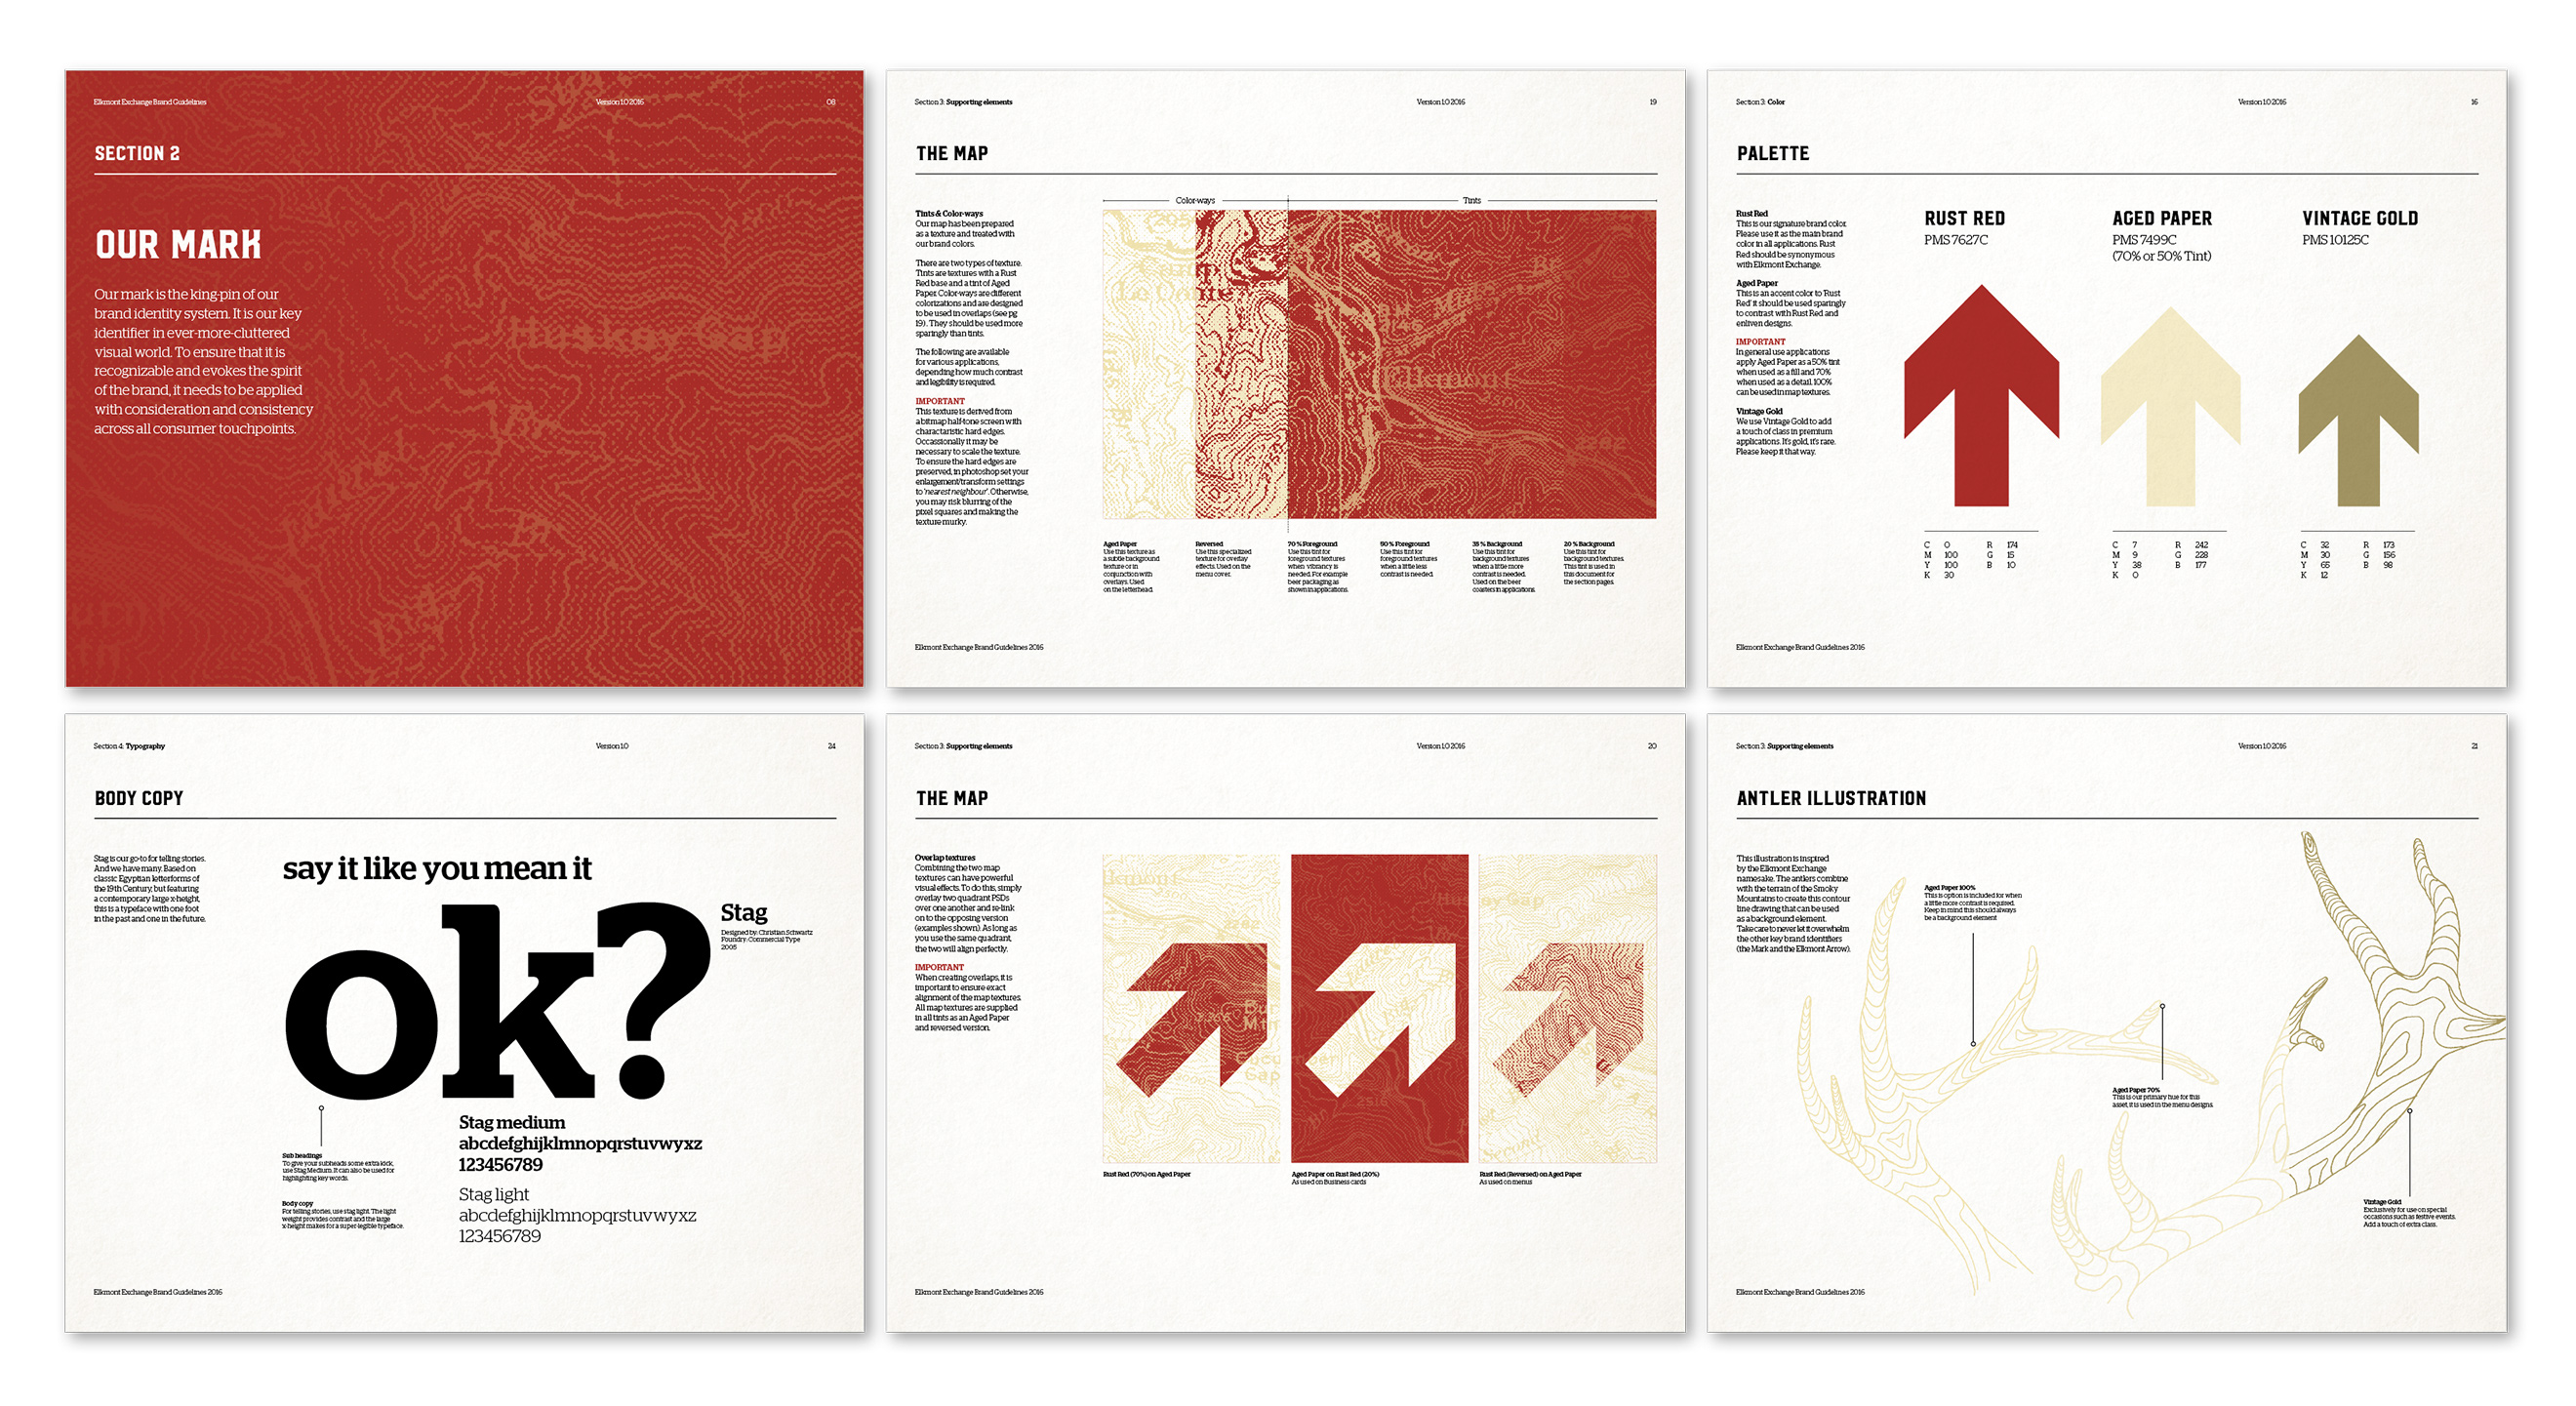 Elkmont Exchange Brand Guidelines
Version 1.0 2016
08
SECTION 2
OUR MARK
Our mark is the king-pin of our
brand identity system. It is our key
identifier in ever-more-cluttered
visual world. To ensure that it is
recognizable and evokes the spirit
of the brand, it needs to be applied
with consideration and consistency
across all consumer touchpoints.
Section 3: Supporting elements
Version 1.0 2016
19
THE MAP
Tints & Color-ways
Our map has been prepared
as a texture and treated with
our brand colors.
There are two types of texture.
Tints are textures with a Rust
Red base and a tint of Aged
Paper. Color-ways are different
colorizations and are designed
to be used in overlaps (see pg
19). They should be used more
sparingly than tints.
The following are available
for various applications,
depending how much contrast
and legibility is required.
IMPORTANT
This texture is derived from
a bitmap half-tone screen with
charactaristic hard edges.
Occassionally it may be
necessary to scale the texture.
To ensure the hard edges are
preserved, in photoshop set your
enlargement/transform settings
to 'nearest neighbour'. Otherwise,
you may risk blurring of the
pixel squares and making the
texture murky.
Color-ways
Tints
Elkmont
Aged Paper
Use this texture as
a subtle background
texture or in
conjunction with
overlays. Used
on the letterhead.
Reversed
Use this specialized
texture for overlay
effects. Used on the
menu cover.
70 % Foreground
Use this tint for
foreground textures
when vibrancy is
needed. For example
beer packaging as
shown in applications.
50 % Foreground
Use this tint for
foreground textures
when a little less
contrast is needed.
35 % Background
Use this tint for
background textures
when a little more
contrast is needed.
Used on the beer
coasters in applications.
20 % Background
Use this tint for
background textures.
This tint is used in
this document for
the section pages.
Elkmont Exchange Brand Guidelines 2016
Section 3: Color
Version 1.0 2016
16
PALETTE
Rust Red
This is our signature brand color.
Please use it as the main brand
color in all applications. Rust
Red should be synonymous
with Elkmont Exchange.
Aged Paper
This is an accent color to 'Rust
Red' it should be used sparingly
to contrast with Rust Red and
enliven designs.
IMPORTANT
In general use applications
apply Aged Paper as a 50% tint
when used as a fill and 70%
when used as a detail. 100%
can be used in map textures.
Vintage Gold
We use Vintage Gold to add
a touch of class in premium
applications. It's gold, it's rare.
Please keep it that way.
RUST RED
PMS 7627C
AGED PAPER
PMS 7499C
(70% or 50% Tint)
VINTAGE GOLD
PMS 10125C
C 0 R 174
M 100 G 15
Y 100 B 10
K 30
C 7 R 242
M 9 G 228
Y 38 B 177
K 0
C 32 R 173
M 30 G 156
Y 65 B 98
K 12
Elkmont Exchange Brand Guidelines 2016
Section 4: Typography
Version 1.0
24
BODY COPY
Stag is our go-to for telling stories.
And we have many. Based on
classic Egyptian letterforms of
the 19th Century, but featuring
a contemporary large x-height,
this is a typeface with one foot
in the past and one in the future.
say it like you mean it
ok?
Stag
Designed by: Christian Schwartz
Foundry: Commercial Type
2005
Sub headings
To give your subheads some extra kick,
use Stag Medium. It can also be used for
highlighting key words.
Body copy
For telling stories, use stag light. The light
weight provides contrast and the large
x-height makes for a super legible typeface.
Stag medium
abcdefghijklmnopqrstuvwyxz
123456789
Stag light
abcdefghijklmnopqrstuvwyxz
123456789
Elkmont Exchange Brand Guidelines 2016
Section 3: Supporting elements
Version 1.0 2016
20
THE MAP
Overlap textures
Combining the two map
textures can have powerful
visual effects. To do this, simply
overlay two quadrant PSDs
over one another and re-link
on to the opposing version
(examples shown). As long as
you use the same quadrant,
the two will align perfectly.
IMPORTANT
When creating overlaps, it is
important to ensure exact
alignment of the map textures.
All map textures are supplied
in all tints as an Aged Paper
and reversed version.
Rust Red (70%) on Aged Paper
Aged Paper on Rust Red (20%)
As used on Business cards
Rust Red (Reversed) on Aged Paper
As used on menus
Elkmont Exchange Brand Guidelines 2016
Section 3: Supporting elements
Version 1.0 2016
21
ANTLER ILLUSTRATION
This illustration is inspired
by the Elkmont Exchange
namesake. The antlers combine
with the terrain of the Smoky
Mountains to create this contour
line drawing that can be used
as a background element.
Take care to never let it overwhelm
the other key brand identifiers
(the Mark and the Elkmont Arrow).
Aged Paper 100%
This is option is included for when
a little more contrast is required.
Keep in mind this should always
be a background element
Aged Paper 70%
This is our primary hue for this
asset, it is used in the menu designs.
Vintage Gold
Exclusively for use on special
occasions such as festive events.
Add a touch of extra class.
Elkmont Exchange Brand Guidelines 2016